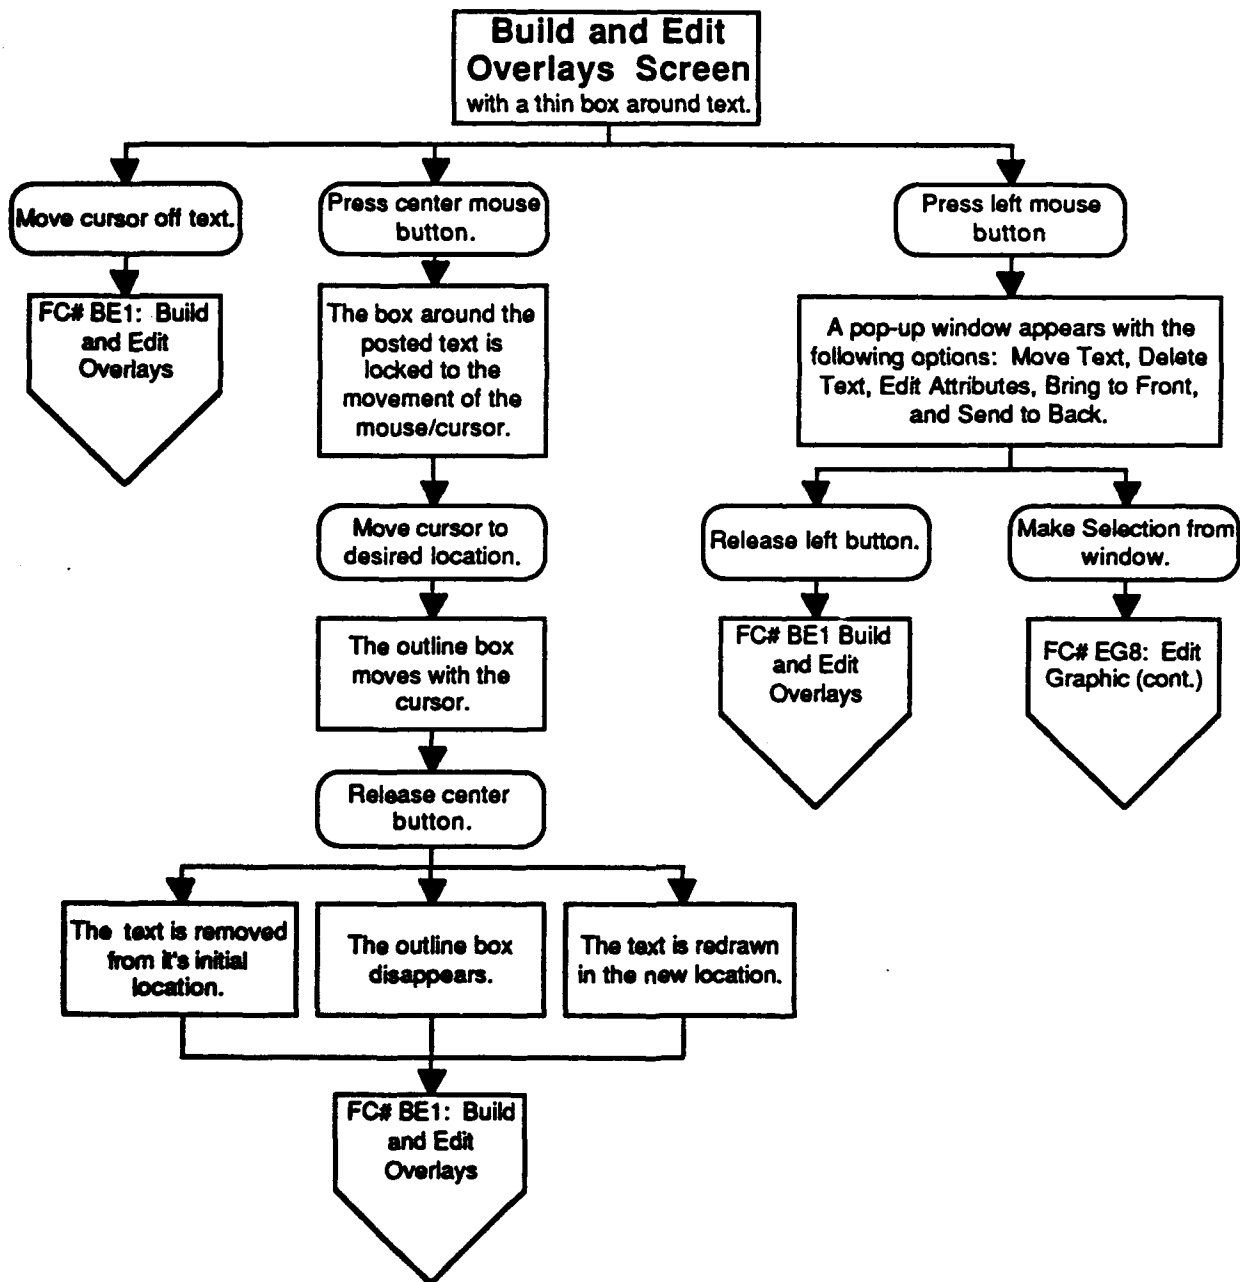 Build and Edit
Overlays Screen
with a thin box around text.
Move cursor off text.
FC# BE1: Build
and Edit
Overlays
Press center mouse
button.
The box around the
posted text is
locked to the
movement of the
mouse/cursor.
Move cursor to
desired location.
The outline box
moves with the
cursor.
Release center
button.
The text is removed
from it's initial
location.
The outline box
disappears.
The text is redrawn
in the new location.
FC# BE1: Build
and Edit
Overlays
Press left mouse
button
A pop-up window appears with the
following options: Move Text, Delete
Text, Edit Attributes, Bring to Front,
and Send to Back.
Release left button.
FC# BE1 Build
and Edit
Overlays
Make Selection from
window.
FC# EG8: Edit
Graphic (cont.)